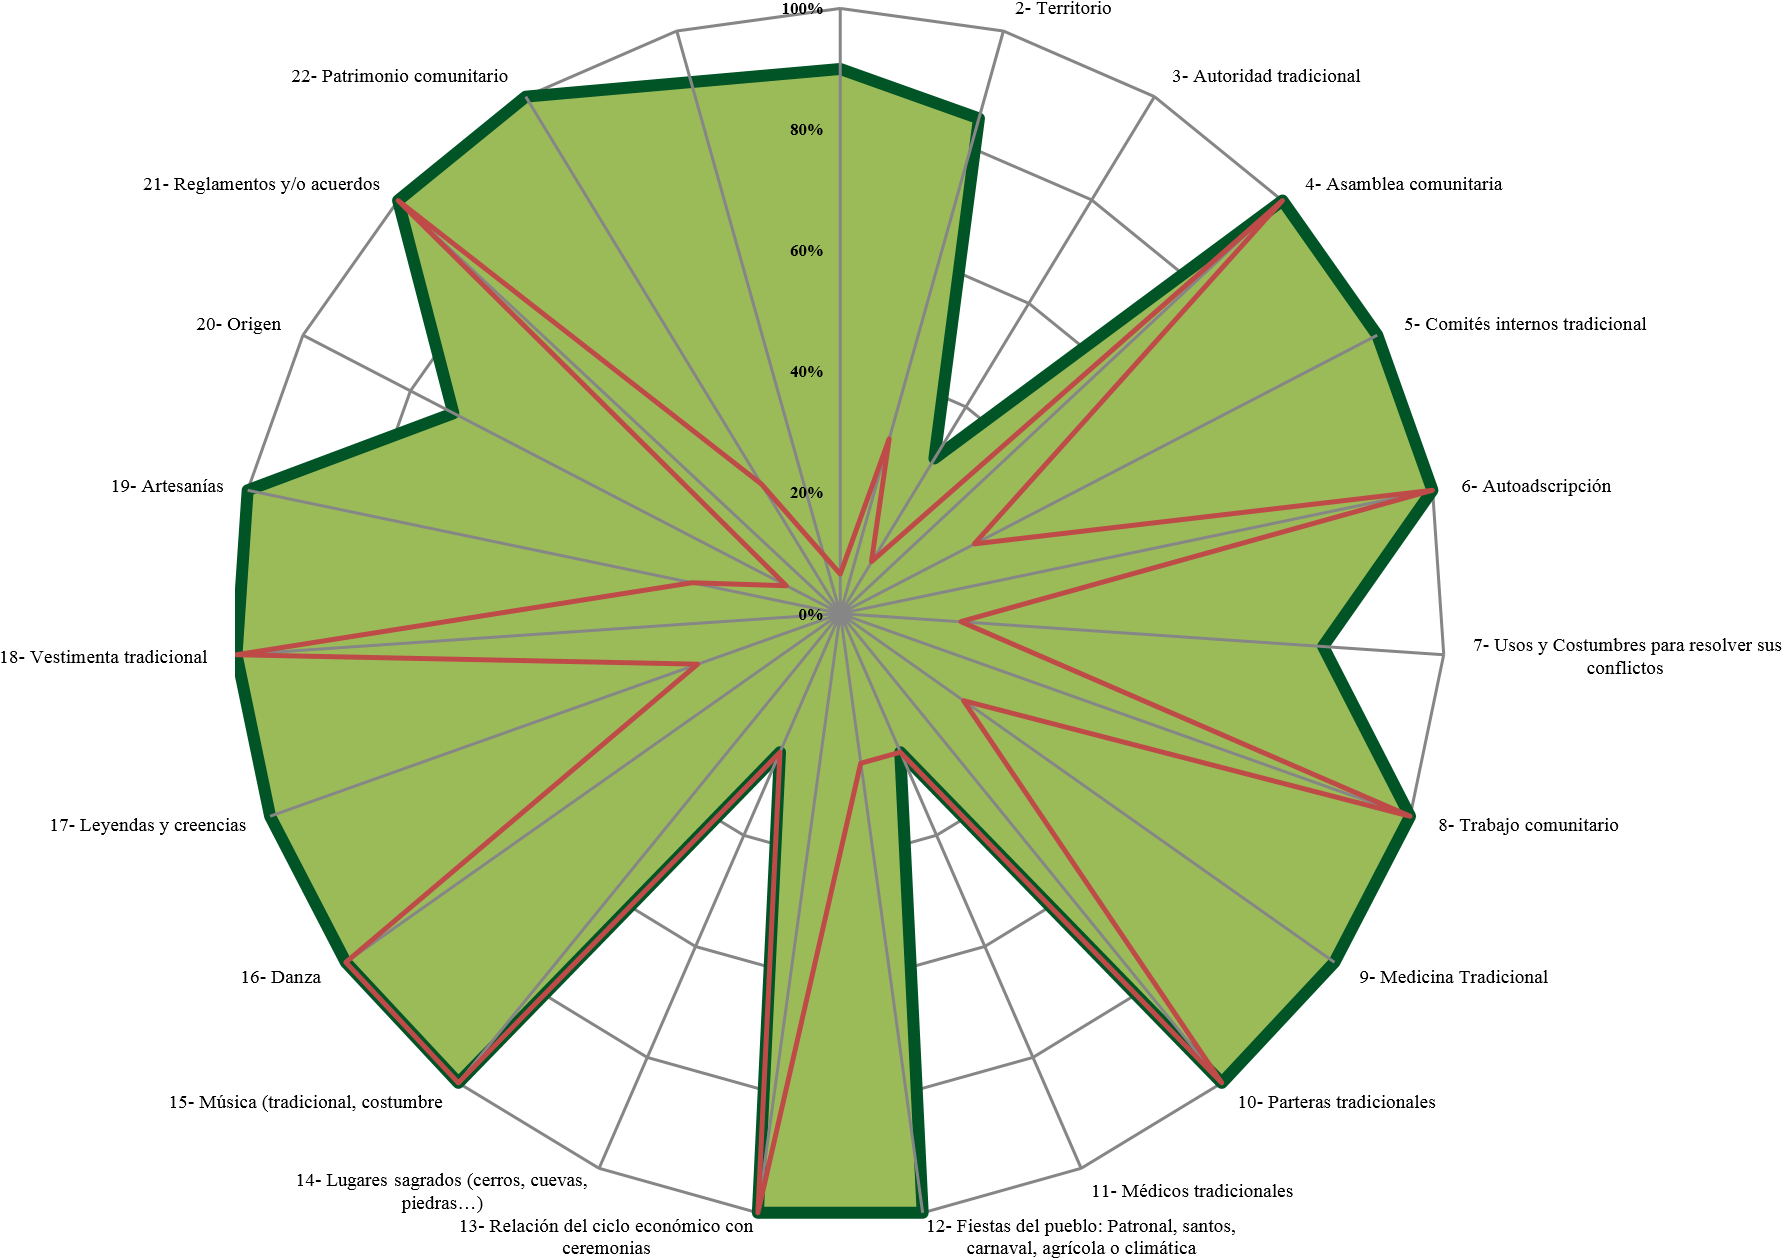 100%
2- Territorio
22- Patrimonio comunitario
3- Autoridad tradicional
80%
21- Reglamentos y/o acuerdos
4- Asamblea comunitaria
60%
20- Origen
5- Comités internos tradicional
40%
19- Artesanías
20%
6- Autoadscripción
0%
7- Usos y Costumbres para resolver sus
conflictos
18- Vestimenta tradicional
17- Leyendas y creencias
8- Trabajo comunitario
16- Danza
9- Medicina Tradicional
15- Música (tradicional, costumbre
10- Parteras tradicionales
14- Lugares sagrados (cerros, cuevas,
piedras…)
11- Médicos tradicionales
13- Relación del ciclo económico con
ceremonias
12- Fiestas del pueblo: Patronal, santos,
carnaval, agrícola o climática